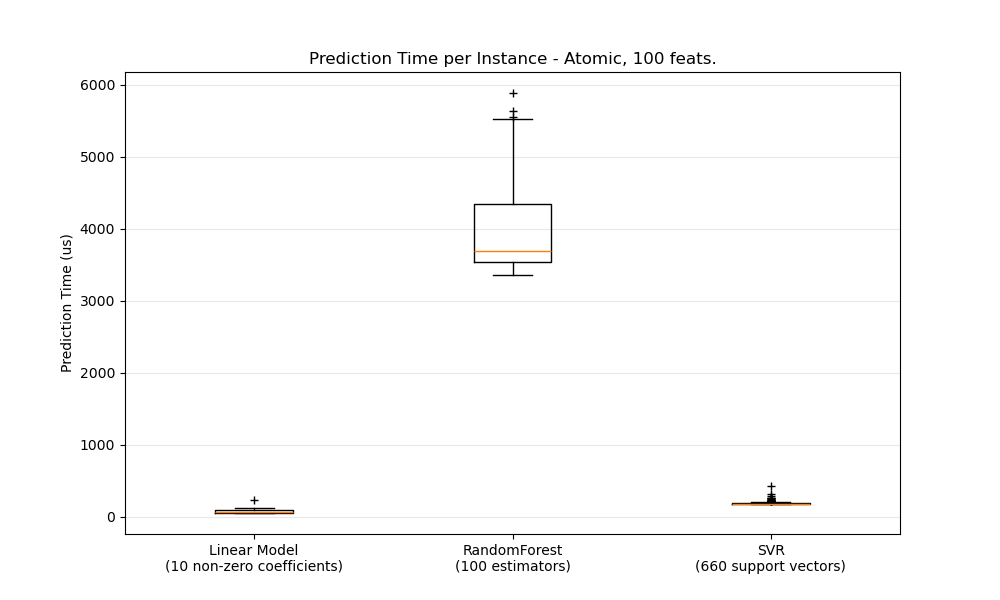 Prediction Time per Instance - Atomic, 100 feats.
6000
5000
4000
3000
2000
1000
0
Prediction Time (us)
Linear Model
(10 non-zero coefficients)
RandomForest
(100 estimators)
SVR
(660 support vectors)